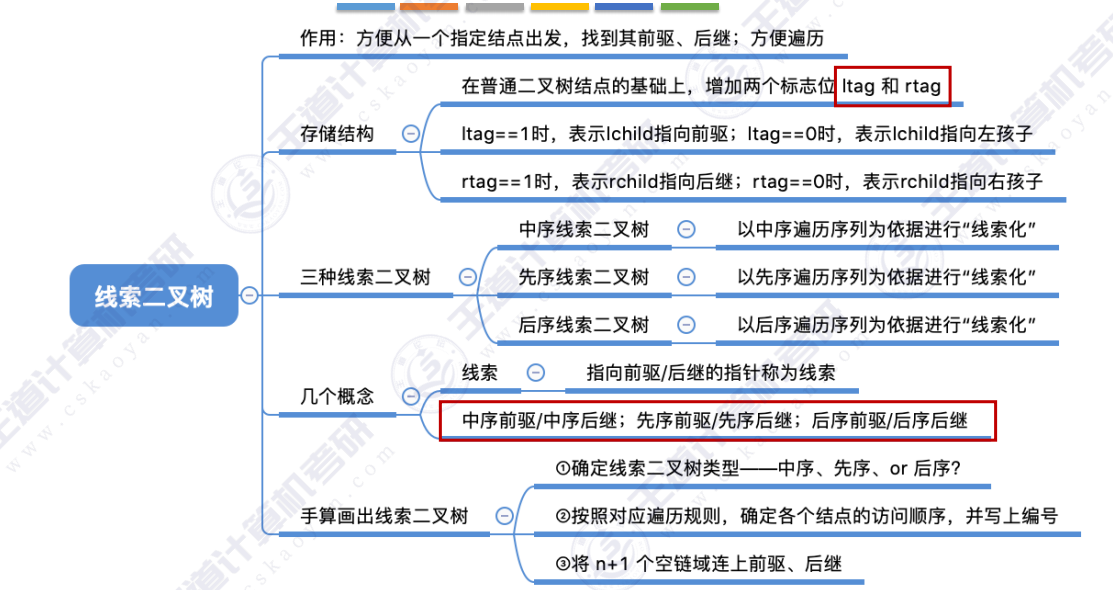 作用：方便从一个指定结点出发，找到其前驱、后继；方便遍历
在普通二叉树结点的基础上，增加两个标志位 ltag 和 rtag
存储结构
ltag==1时，表示lchild指向前驱；ltag==0时，表示lchild指向左孩子
rtag==1时，表示rchild指向后继；rtag==0时，表示rchild指向右孩子
中序线索二叉树
以中序遍历序列为依据进行“线索化”
三种线索二叉树
先序线索二叉树
以先序遍历序列为依据进行“线索化”
线索二叉树
后序线索二叉树
以后序遍历序列为依据进行“线索化”
线索
指向前驱/后继的指针称为线索
几个概念
中序前驱/中序后继；先序前驱/先序后继；后序前驱/后序后继
①确定线索二叉树类型——中序、先序、or 后序？
手算画出线索二叉树
②按照对应遍历规则，确定各个结点的访问顺序，并写上编号
③将 n+1 个空链域连上前驱、后继
王道计算机考研
www.cskaoyan.com